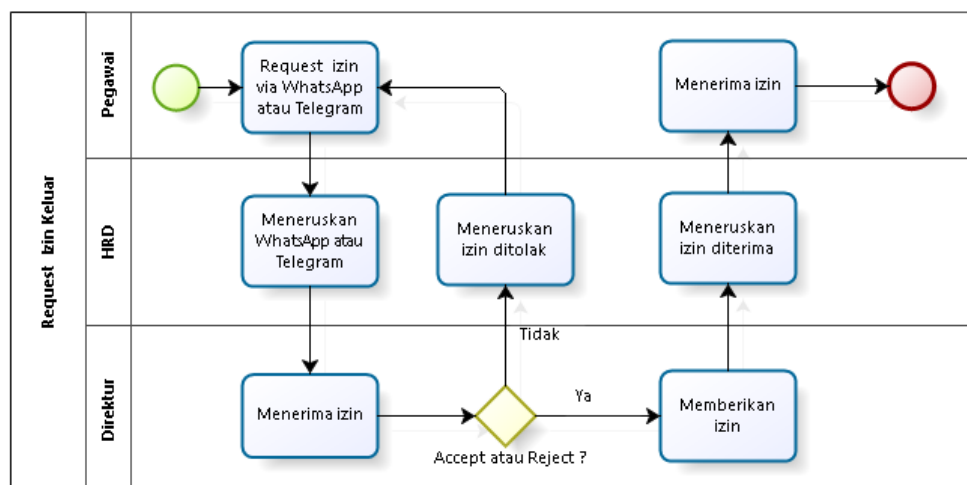 Request Izin Keluar
Pegawai
Request izin
via WhatsApp
atau Telegram
Menerima izin
HRD
Meneruskan
WhatsApp atau
Telegram
Meneruskan
izin ditolak
Meneruskan
izin diterima
Direktur
Menerima izin
Tidak
Accept atau Reject ?
Ya
Memberikan
izin